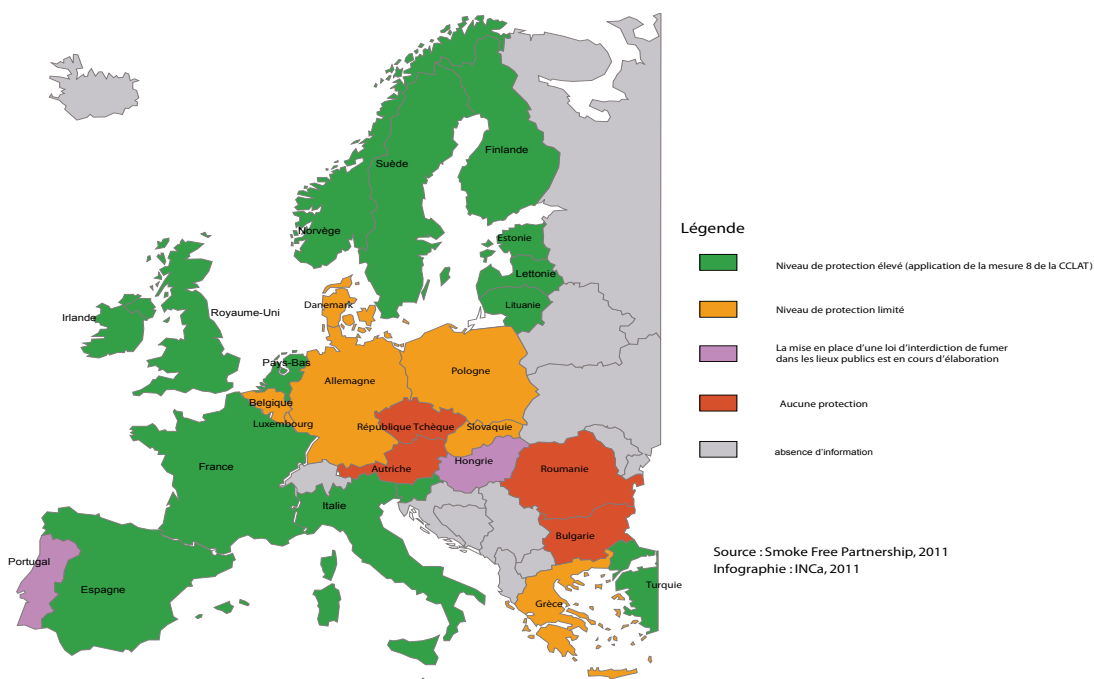 Finlande
Suède
Norvège
Estonie
Lettonie
Lituanie
Danemark
Royaume-Uni
Irlande
Pays-Bas
Pologne
Allemagne
Belgique
Luxembourg
République Tchèque
Slovaquie
Hongrie
France
Autriche
Roumanie
Italie
Bulgarie
Portugal
Espagne
Turquie
Grèce
Légende
Niveau de protection élevé (application de la mesure 8 de la CCLAT)
Niveau de protection limité
La mise en place d'une loi d'interdiction de fumer
dans les lieux publics est en cours d'élaboration
Aucune protection
absence d'information
Source : Smoke Free Partnership, 2011
Infographie : INCa, 2011